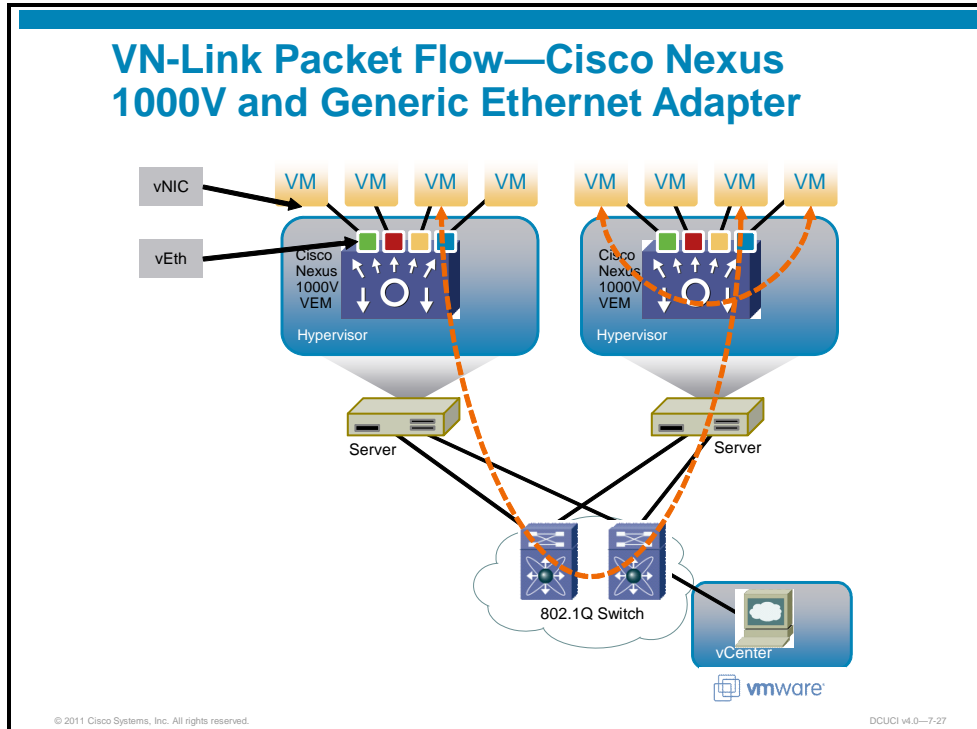 VN-Link Packet Flow—Cisco Nexus
1000V and Generic Ethernet Adapter
vNIC
VM
VM
VM
VM
VM
VM
VM
VM
vEth
Cisco
Nexus
1000V
VEM
Hypervisor
Cisco
Nexus
1000V
VEM
Hypervisor
Server
Server
802.1Q Switch
vCenter
vmware
© 2011 Cisco Systems, Inc. All rights reserved.
DCUCI v4.0—7-27